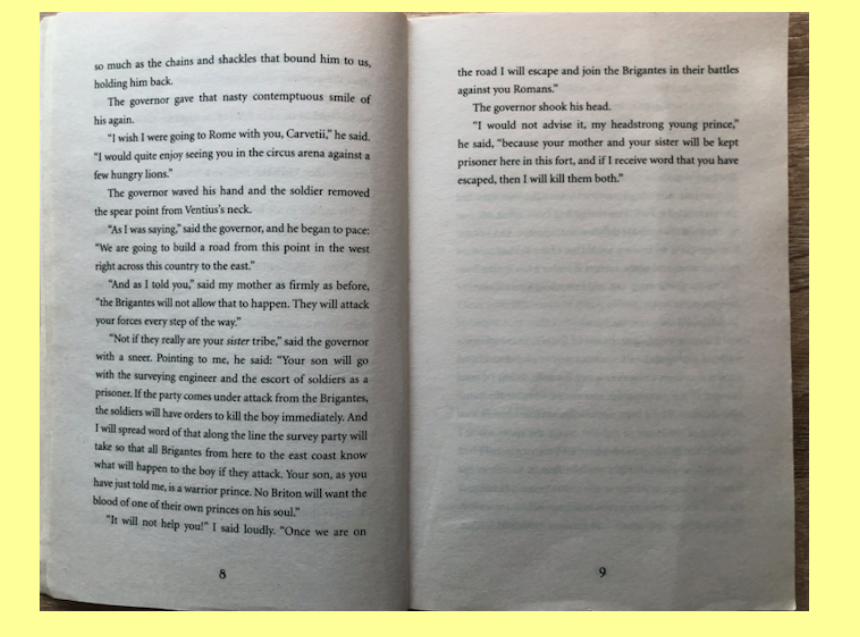 so much as the chains and shackles that bound him to us,
holding him back.
The governor gave that nasty contemptuous smile of
his again.
"I wish I were going to Rome with you, Carvetii," he said.
"I would quite enjoy seeing you in the circus arena against a
few hungry lions."
The governor waved his hand and the soldier removed
the spear point from Ventius's neck.
"As I was saying," said the governor, and he began to pace:
"We are going to build a road from this point in the west
right across this country to the east."
"And as I told you," said my mother as firmly as before,
"the Brigantes will not allow that to happen. They will attack
your forces every step of the way."
"Not if they really are your sister tribe," said the governor
with a sneer. Pointing to me, he said: "Your son will go
with the surveying engineer and the escort of soldiers as a
prisoner. If the party comes under attack from the Brigantes,
the soldiers will have orders to kill the boy immediately. And
I will spread word of that along the line the survey party will
take so that all Brigantes from here to the east coast know
what will happen to the boy if they attack. Your son, as you
have just told me, is a warrior prince. No Briton will want the
blood of one of their own princes on his soul."
"It will not help you!" I said loudly. "Once we are on
8
the road I will escape and join the Brigantes in their battles
against you Romans."
The governor shook his head.
"I would not advise it, my headstrong young prince,"
he said, "because your mother and your sister will be kept
prisoner here in this fort, and if I receive word that you have
escaped, then I will kill them both."
9